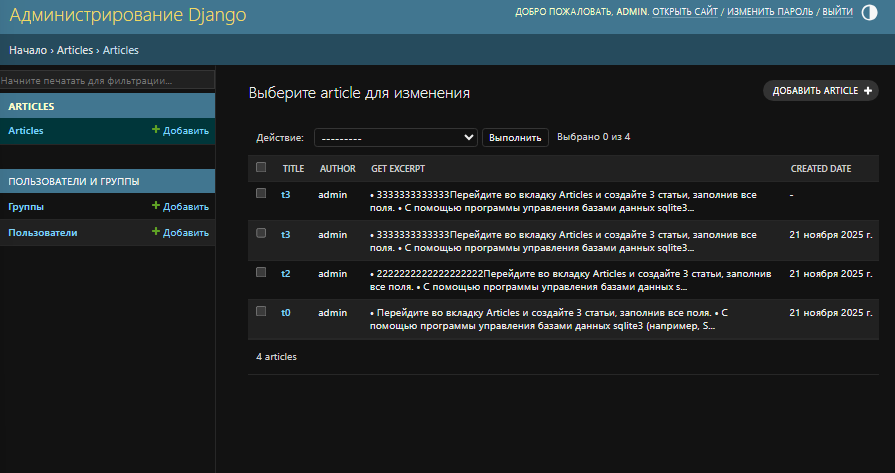 Администрирование Django
ДОБРО ПОЖАЛОВАТЬ, ADMIN. ОТКРЫТЬ САЙТ / ИЗМЕНИТЬ ПАРОЛЬ / ВЫЙТИ
Начало › Articles › Articles
Начните печатать для фильтрации...
ARTICLES
Articles
+ Добавить
ПОЛЬЗОВАТЕЛИ И ГРУППЫ
Группы
+ Добавить
Пользователи
+ Добавить
Выберите article для изменения
ДОБАВИТЬ ARTICLE +
Действие: --------- Выполнить Выбрано 0 из 4
TITLE AUTHOR GET EXCERPT CREATED DATE
t3 admin • 3333333333333Перейдите во вкладку Articles и создайте 3 статьи, заполнив все -
поля. • С помощью программы управления базами данных sqlite3...
t3 admin • 3333333333333Перейдите во вкладку Articles и создайте 3 статьи, заполнив все 21 ноября 2025 г.
поля. • С помощью программы управления базами данных sqlite3...
t2 admin • 2222222222222222222Перейдите во вкладку Articles и создайте 3 статьи, заполнив 21 ноября 2025 г.
все поля. • С помощью программы управления базами данных s...
t0 admin • Перейдите во вкладку Articles и создайте 3 статьи, заполнив все поля. • С 21 ноября 2025 г.
помощью программы управления базами данных sqlite3 (например, S...
4 articles